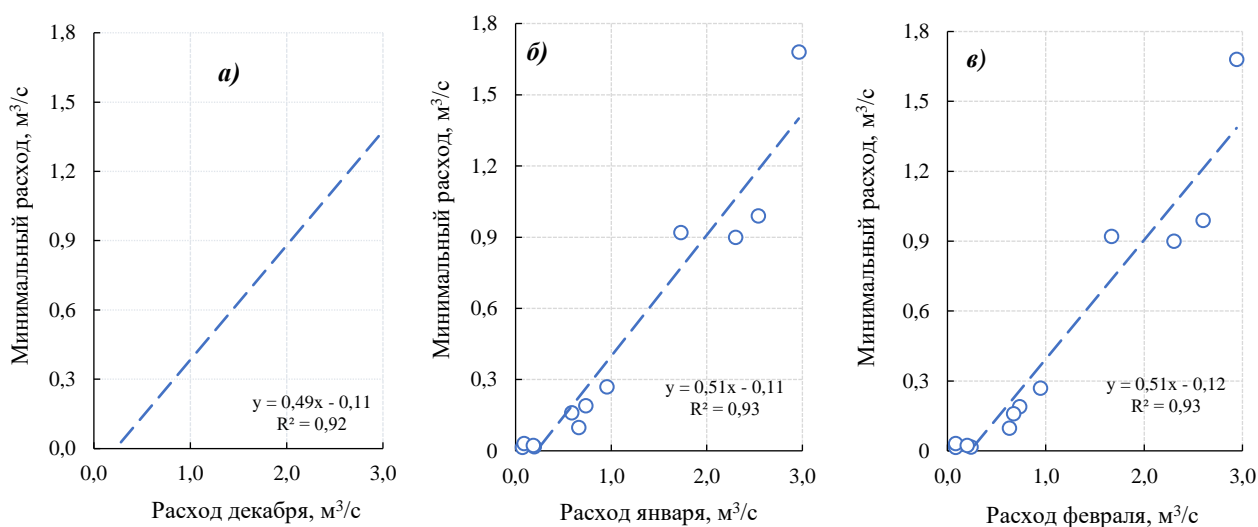 Минимальный расход, м³/с
1,8
1,5
1,2
0,9
0,6
0,3
0,0
а)
y = 0,49x - 0,11
R² = 0,92
0,0 1,0 2,0 3,0
Расход декабря, м³/с
Минимальный расход, м³/с
1,8
1,5
1,2
0,9
0,6
0,3
0
б)
y = 0,51x - 0,11
R² = 0,93
0,0 1,0 2,0 3,0
Расход января, м³/с
Минимальный расход, м³/с
1,8
1,5
1,2
0,9
0,6
0,3
0
в)
y = 0,51x - 0,12
R² = 0,93
0,0 1,0 2,0 3,0
Расход февраля, м³/с